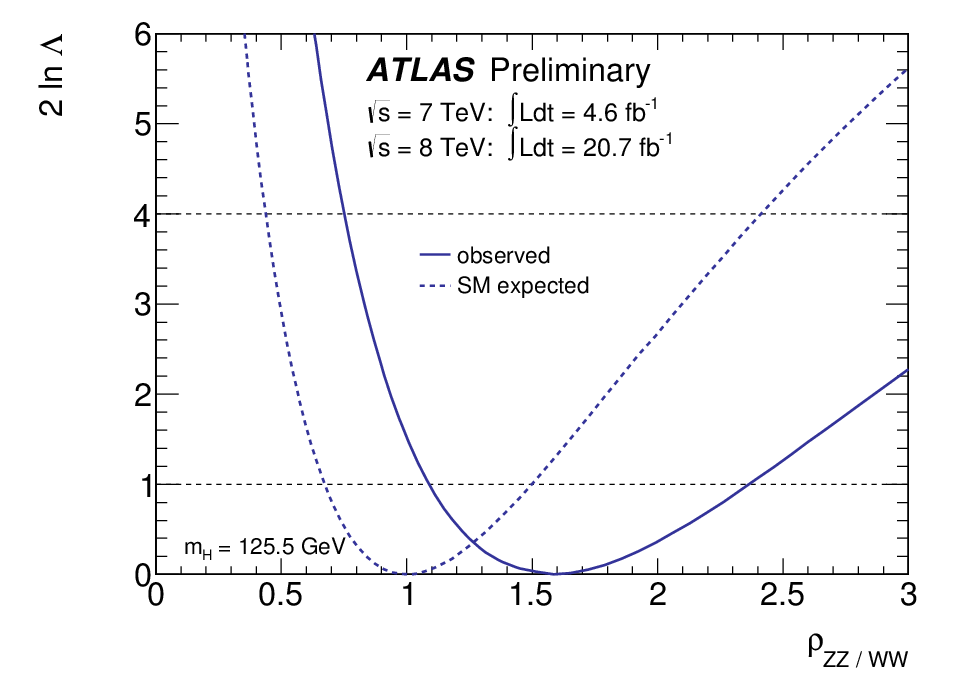 2 ln Λ
6
5
4
3
2
1
0
ATLAS Preliminary
√s = 7 TeV: ∫Ldt = 4.6 fb⁻¹
√s = 8 TeV: ∫Ldt = 20.7 fb⁻¹
observed
SM expected
m_H = 125.5 GeV
0 0.5 1 1.5 2 2.5 3
ρ_ZZ / WW